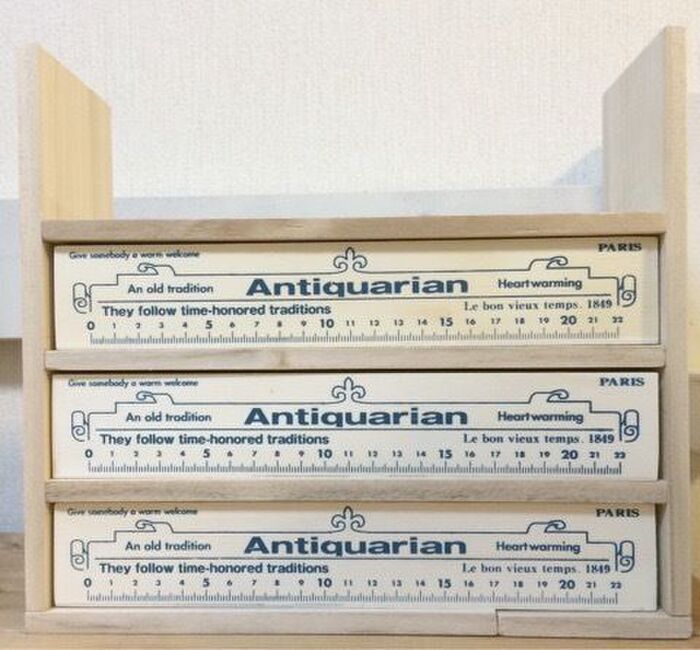 Give somebody a warm welcome PARIS
An old tradition Antiquarian Heartwarming
They follow time-honored traditions Le bon vieux temps. 1849
0 1 2 3 4 5 6 7 8 9 10 11 12 13 14 15 16 17 18 19 20 21 22
Give somebody a warm welcome PARIS
An old tradition Antiquarian Heartwarming
They follow time-honored traditions Le bon vieux temps. 1849
0 1 2 3 4 5 6 7 8 9 10 11 12 13 14 15 16 17 18 19 20 21 22
Give somebody a warm welcome PARIS
An old tradition Antiquarian Heartwarming
They follow time-honored traditions Le bon vieux temps. 1849
0 1 2 3 4 5 6 7 8 9 10 11 12 13 14 15 16 17 18 19 20 21 22